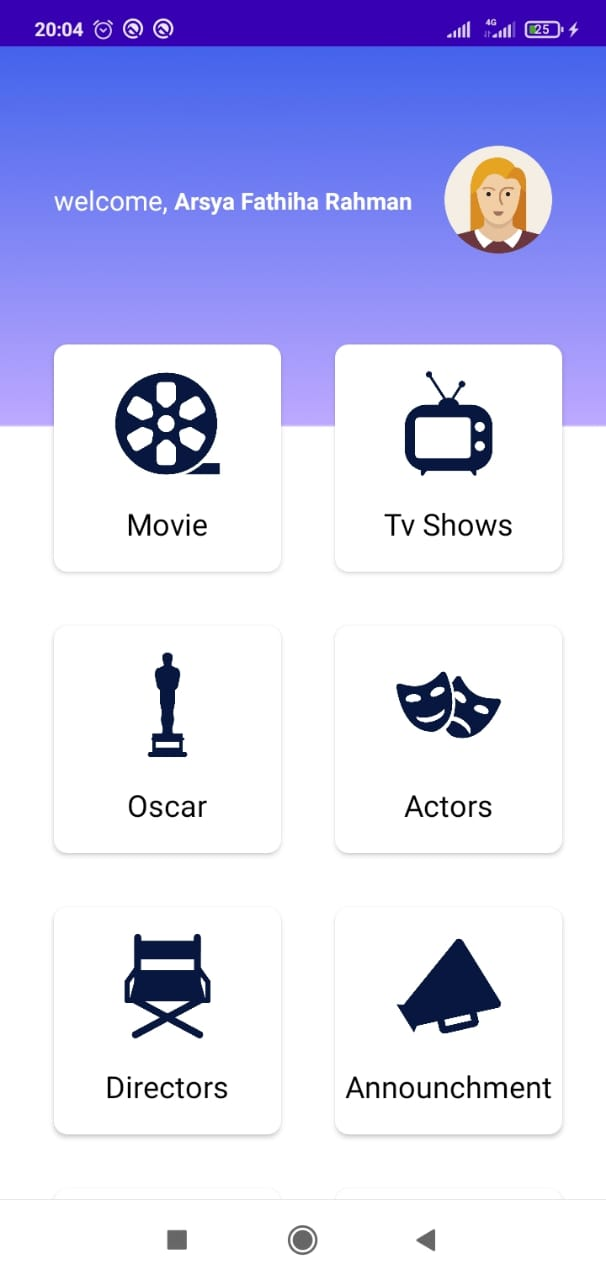 20:04 4G 25
welcome, Arsya Fathiha Rahman
Movie
Tv Shows
Oscar
Actors
Directors
Announchment